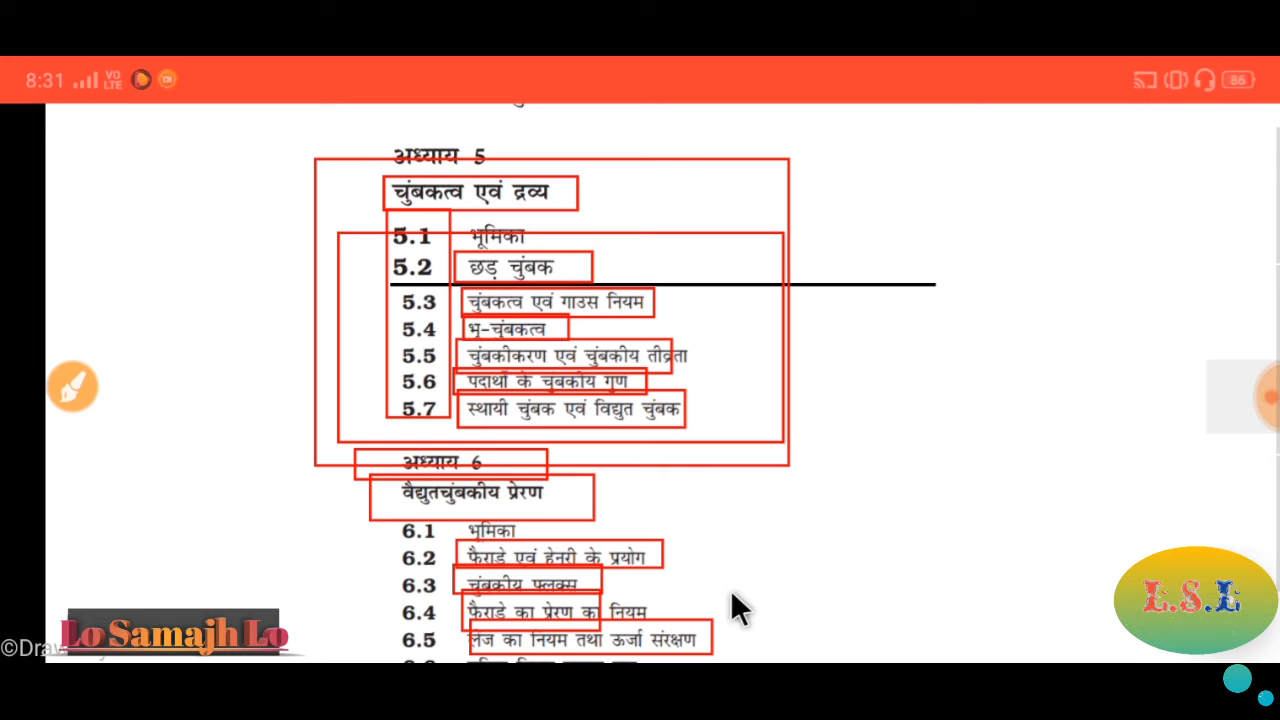 8:31 VO LTE 86
अध्याय 5
चुंबकत्व एवं द्रव्य
5.1 भूमिका
5.2 छड़ चुंबक
5.3 चुंबकत्व एवं गाउस नियम
5.4 भू-चुंबकत्व
5.5 चुंबकीकरण एवं चुंबकीय तीव्रता
5.6 पदार्थों के चुंबकीय गुण
5.7 स्थायी चुंबक एवं विद्युत चुंबक
अध्याय 6
वैद्युतचुंबकीय प्रेरण
6.1 भूमिका
6.2 फैराडे एवं हेनरी के प्रयोग
6.3 चुंबकीय फ्लक्स
6.4 फैराडे का प्रेरण का नियम
6.5 लेंज का नियम तथा ऊर्जा संरक्षण
L.S.L
Lo Samajh Lo